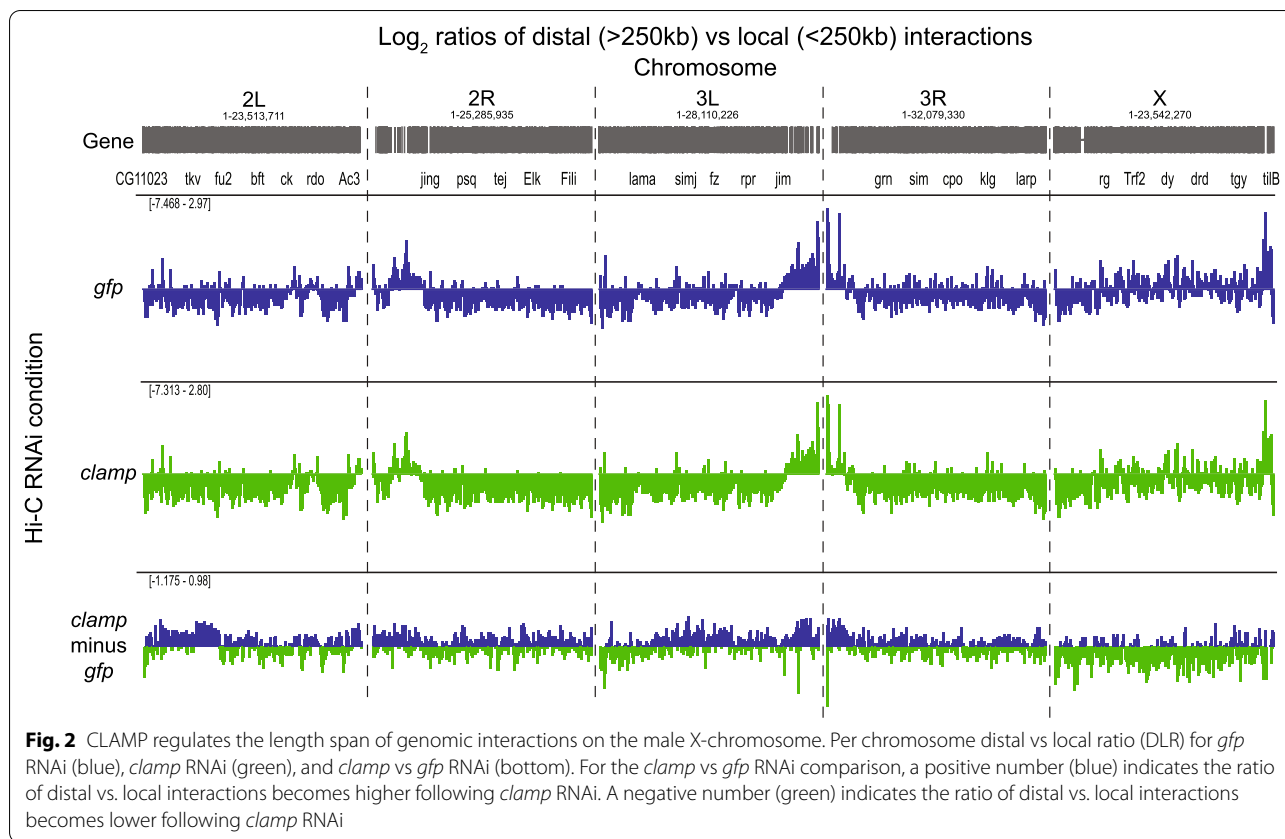 Log2 ratios of distal (>250kb) vs local (<250kb) interactions
Chromosome
2L 2R 3L 3R X
1-23,513,711 1-25,285,935 1-28,110,226 1-32,079,330 1-23,542,270
Gene
CG11023 tkv fu2 bft ck rdo Ac3 jing psq tej Elk Fili lama simj fz rpr jim grn sim cpo klg larp rg Trf2 dy drd tgy tilB
[-7.468 - 2.97]
gfp
[-7.313 - 2.80]
clamp
Hi-C RNAi condition
[-1.175 - 0.98]
clamp
minus
gfp
Fig. 2 CLAMP regulates the length span of genomic interactions on the male X-chromosome. Per chromosome distal vs local ratio (DLR) for gfp
RNAi (blue), clamp RNAi (green), and clamp vs gfp RNAi (bottom). For the clamp vs gfp RNAi comparison, a positive number (blue) indicates the ratio
of distal vs. local interactions becomes higher following clamp RNAi. A negative number (green) indicates the ratio of distal vs. local interactions
becomes lower following clamp RNAi